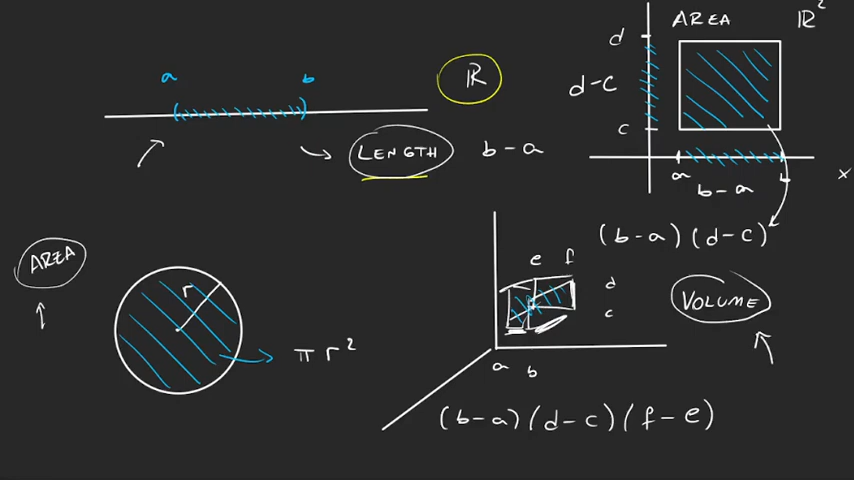 a b
ℝ
LENGTH b-a
AREA ℝ²
d
d-c
c
a b
b-a
x
(b-a)(d-c)
AREA
r
πr²
e f
d
c
a b
VOLUME
(b-a)(d-c)(f-e)